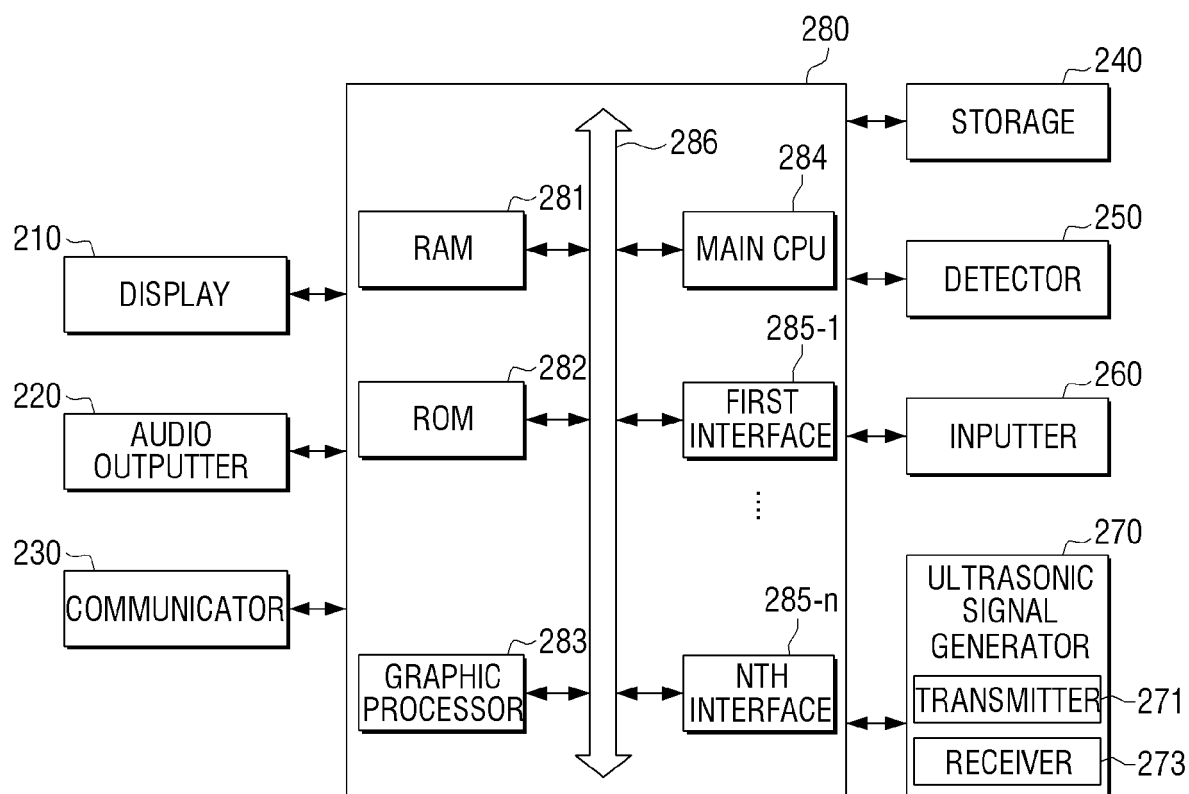 280
240
STORAGE
286
284
281
RAM
MAIN CPU
210
DISPLAY
250
DETECTOR
285-1
282
ROM
FIRST
INTERFACE
220
AUDIO
OUTPUTTER
260
INPUTTER
230
COMMUNICATOR
270
ULTRASONIC
SIGNAL
GENERATOR
285-n
283
GRAPHIC
PROCESSOR
NTH
INTERFACE
TRANSMITTER
271
RECEIVER
273